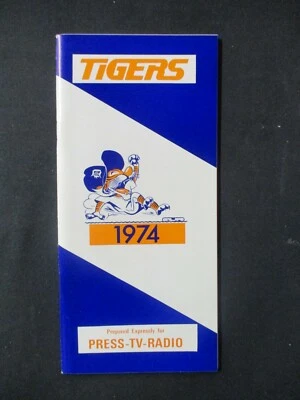 TIGERS
1974
Prepared Expressly for
PRESS-TV-RADIO